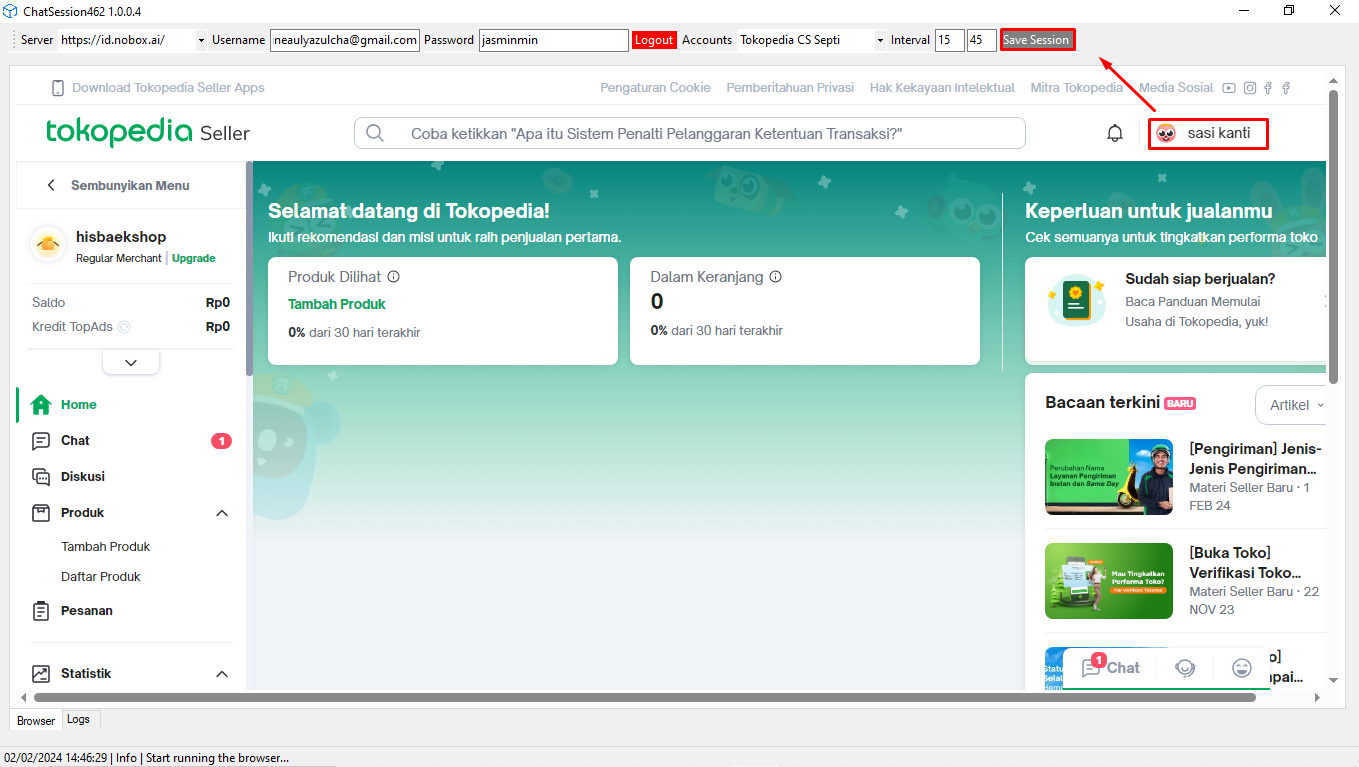 ChatSession462 1.0.0.4
Server https://id.nobox.ai/ Username neaulyazulcha@gmail.com Password jasminmin Logout Accounts Tokopedia CS Septi Interval 15 45 Save Session
Download Tokopedia Seller Apps Pengaturan Cookie Pemberitahuan Privasi Hak Kekayaan Intelektual Mitra Tokopedia Media Sosial
tokopedia Seller
Coba ketikkan "Apa itu Sistem Penalti Pelanggaran Ketentuan Transaksi?"
sasi kanti
Sembunyikan Menu
hisbaekshop
Regular Merchant | Upgrade
Saldo Rp0
Kredit TopAds Rp0
Home
Chat 1
Diskusi
Produk
Tambah Produk
Daftar Produk
Pesanan
Statistik
Selamat datang di Tokopedia!
Ikuti rekomendasi dan misi untuk raih penjualan pertama.
Produk Dilihat
Tambah Produk
0% dari 30 hari terakhir
Dalam Keranjang
0
0% dari 30 hari terakhir
Keperluan untuk jualanmu
Cek semuanya untuk tingkatkan performa toko
Sudah siap berjualan?
Baca Panduan Memulai
Usaha di Tokopedia, yuk!
Bacaan terkini BARU
Artikel
Perubahan Nama
Layanan Pengiriman
Instan dan Same Day
[Pengiriman] Jenis-
Jenis Pengiriman...
Materi Seller Baru · 1
FEB 24
Mau Tingkatkan
Performa Toko?
Yuk Verifikasi Tokomu!
[Buka Toko]
Verifikasi Toko...
Materi Seller Baru · 22
NOV 23
Statu
Selal
o]
npai...
1
Chat
Browser Logs
02/02/2024 14:46:29 | Info | Start running the browser...